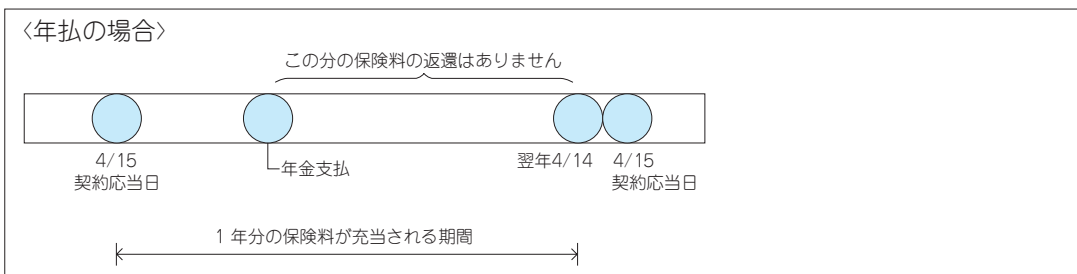 〈年払の場合〉
この分の保険料の返還はありません
4/15
契約応当日
年金支払
翌年4/14
4/15
契約応当日
1年分の保険料が充当される期間